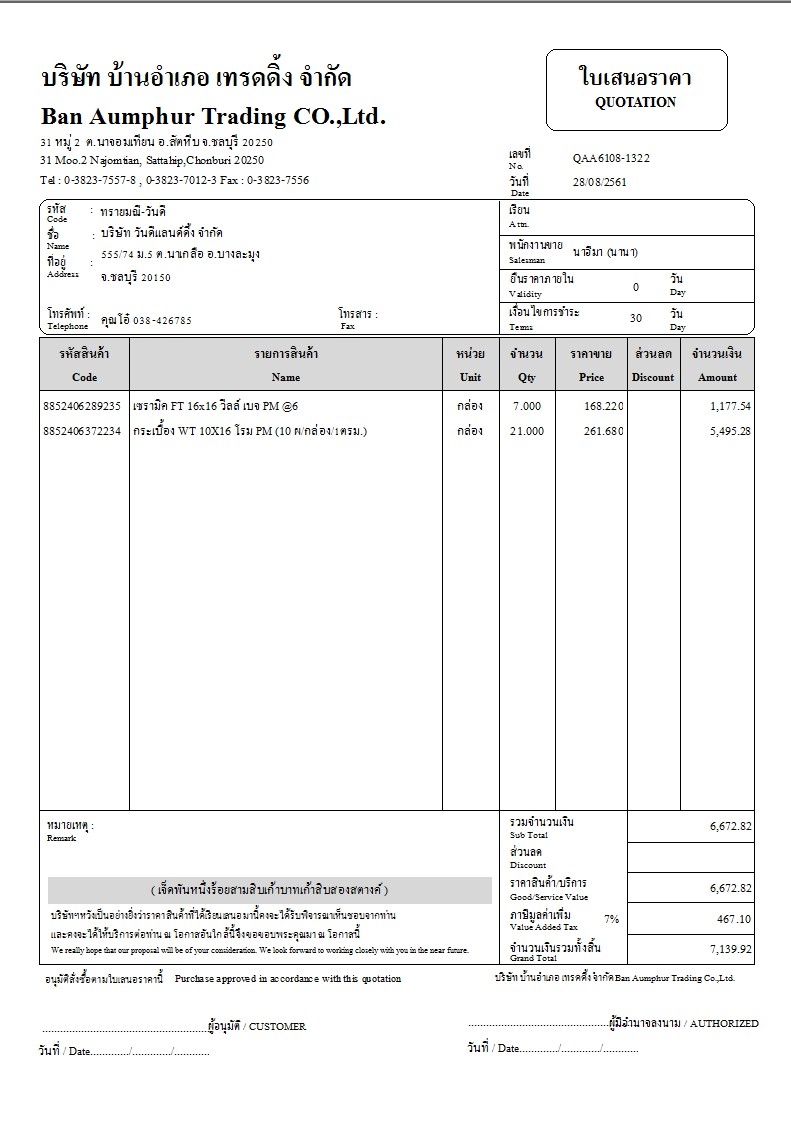 บริษัท บ้านอำเภอ เทรดดิ้ง จำกัด
Ban Aumphur Trading CO.,Ltd.
31 หมู่ 2 ต.นาจอมเทียน อ.สัตหีบ จ.ชลบุรี 20250
31 Moo.2 Najomtian, Sattahip,Chonburi 20250
Tel : 0-3823-7557-8 , 0-3823-7012-3 Fax : 0-3823-7556
ใบเสนอราคา
QUOTATION
เลขที่ QAA6108-1322
No.
วันที่ 28/08/2561
Date
รหัส : ทรายมณี-วันดี
Code
ชื่อ : บริษัท วันดีแลนด์ดิ้ง จำกัด
Name
ที่อยู่ : 555/74 ม.5 ต.นาเกลือ อ.บางละมุง
Address
จ.ชลบุรี 20150
โทรศัพท์ : คุณโอ๋ 038-426785 โทรสาร :
Telephone Fax
เรียน
Attn.
พนักงานขาย นาอีมา (นานา)
Salesman
ยืนราคาภายใน 0 วัน
Validity Day
เงื่อนไขการชำระ 30 วัน
Terms Day
รหัสสินค้า รายการสินค้า หน่วย จำนวน ราคาขาย ส่วนลด จำนวนเงิน
Code Name Unit Qty Price Discount Amount
8852406289235 เซรามิค FT 16x16 วิลล์ เบจ PM @6 กล่อง 7.000 168.220 1,177.54
8852406372234 กระเบื้อง WT 10X16 โรม PM (10 ผ/กล่อง/1ตรม.) กล่อง 21.000 261.680 5,495.28
หมายเหตุ :
Remark
( เจ็ดพันหนึ่งร้อยสามสิบเก้าบาทเก้าสิบสองสตางค์ )
บริษัทฯหวังเป็นอย่างยิ่งว่าราคาสินค้าที่ได้เรียนเสนอมานี้คงจะได้รับพิจารณาเห็นชอบจากท่าน
และคงจะได้ให้บริการต่อท่าน ณ โอกาสอันใกล้นี้จึงขอขอบพระคุณมา ณ โอกาสนี้
We really hope that our proposal will be of your consideration. We look forward to working closely with you in the near future.
รวมจำนวนเงิน 6,672.82
Sub Total
ส่วนลด
Discount
ราคาสินค้า/บริการ 6,672.82
Good/Service Value
ภาษีมูลค่าเพิ่ม 7% 467.10
Value Added Tax
จำนวนเงินรวมทั้งสิ้น 7,139.92
Grand Total
อนุมัติสั่งซื้อตามใบเสนอราคานี้ Purchase approved in accordance with this quotation
บริษัท บ้านอำเภอ เทรดดิ้ง จำกัด Ban Aumphur Trading Co.,Ltd.
........................................................ผู้อนุมัติ / CUSTOMER
................................................ผู้มีอำนาจลงนาม / AUTHORIZED
วันที่ / Date............./............./............
วันที่ / Date............./............./............